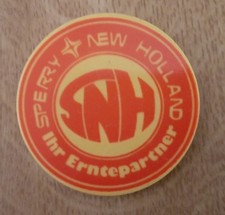 SPERRY NEW HOLLAND
SNH
Ihr Erntepartner